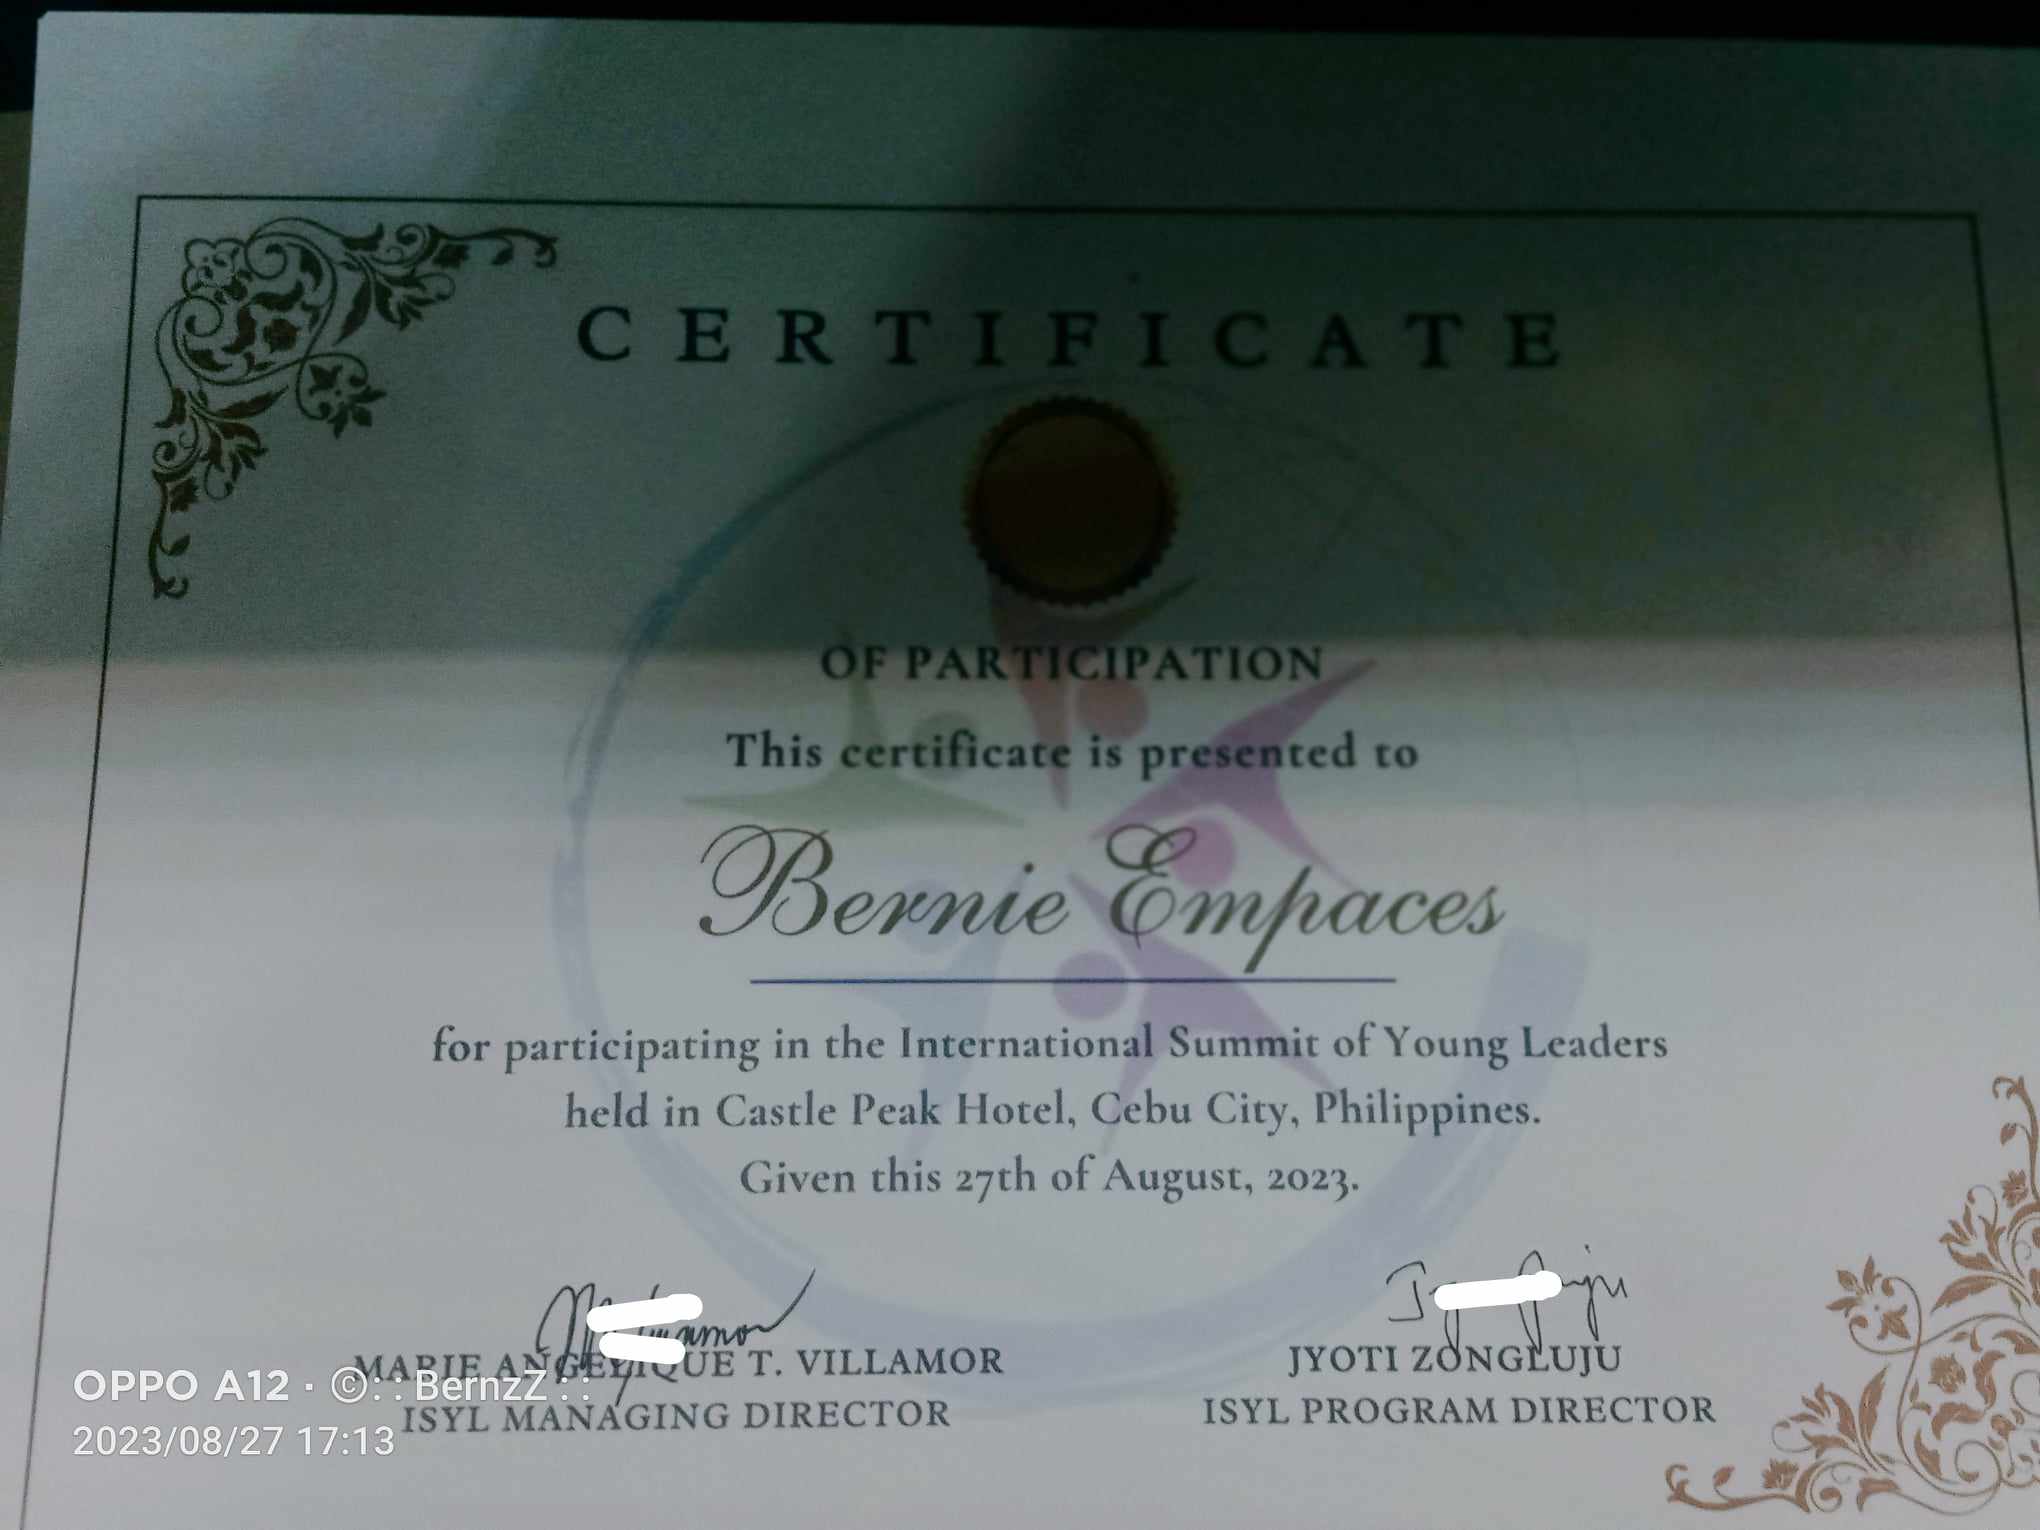 CERTIFICATE
OF PARTICIPATION
This certificate is presented to
Bernie Empaces
for participating in the International Summit of Young Leaders
held in Castle Peak Hotel, Cebu City, Philippines.
Given this 27th of August, 2023.
MARIE ANGELIQUE T. VILLAMOR
ISYL MANAGING DIRECTOR
JYOTI ZONGLUJU
ISYL PROGRAM DIRECTOR
OPPO A12 · ©: : BernzZ : :
2023/08/27 17:13